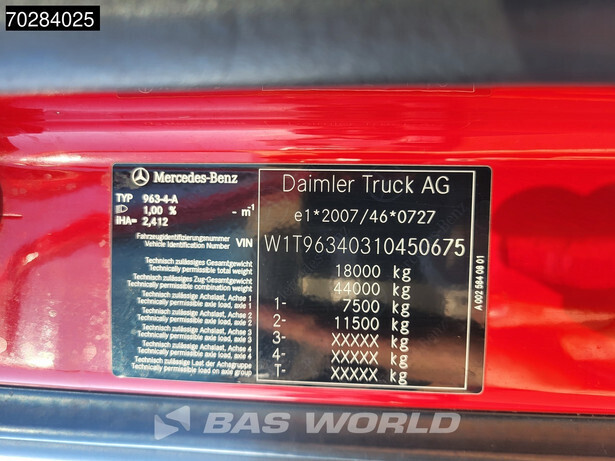 70284025
Mercedes-Benz
TYP 963-4-A
1,00 % - m⁻¹
IHA= 2,412
Fahrzeugidentifizierungsnummer
Vehicle Identification Number VIN
Technisch zulässiges Gesamtgewicht
Technically permissible total weight
Technisch zulässiges Zug-Gesamtgewicht
Technically permissible combination weight
Technisch zulässige Achslast, Achse 1
Technically permissible axle load, axle 1
Technisch zulässige Achslast, Achse 2
Technically permissible axle load, axle 2
Technisch zulässige Achslast, Achse 3
Technically permissible axle load, axle 3
Technisch zulässige Achslast, Achse 4
Technically permissible axle load, axle 4
Technisch zulässige Last der Achsgruppe
Technically permissible load on axle group
Daimler Truck AG
e1*2007/46*0727
W1T96340310450675
18000 kg
44000 kg
1- 7500 kg
2- 11500 kg
3- XXXXX kg
4- XXXXX kg
T- XXXXX kg
A 002 584 08 01
BAS WORLD